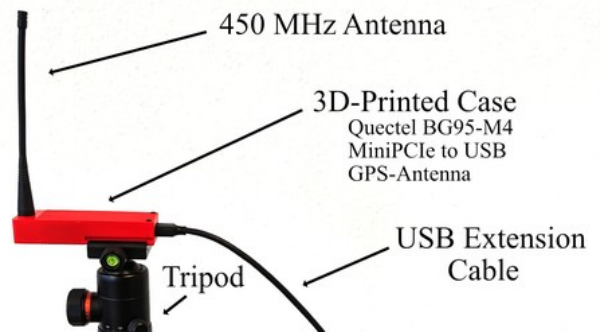 450 MHz Antenna
3D-Printed Case
Quectel BG95-M4
MiniPCIe to USB
GPS-Antenna
USB Extension
Cable
Tripod